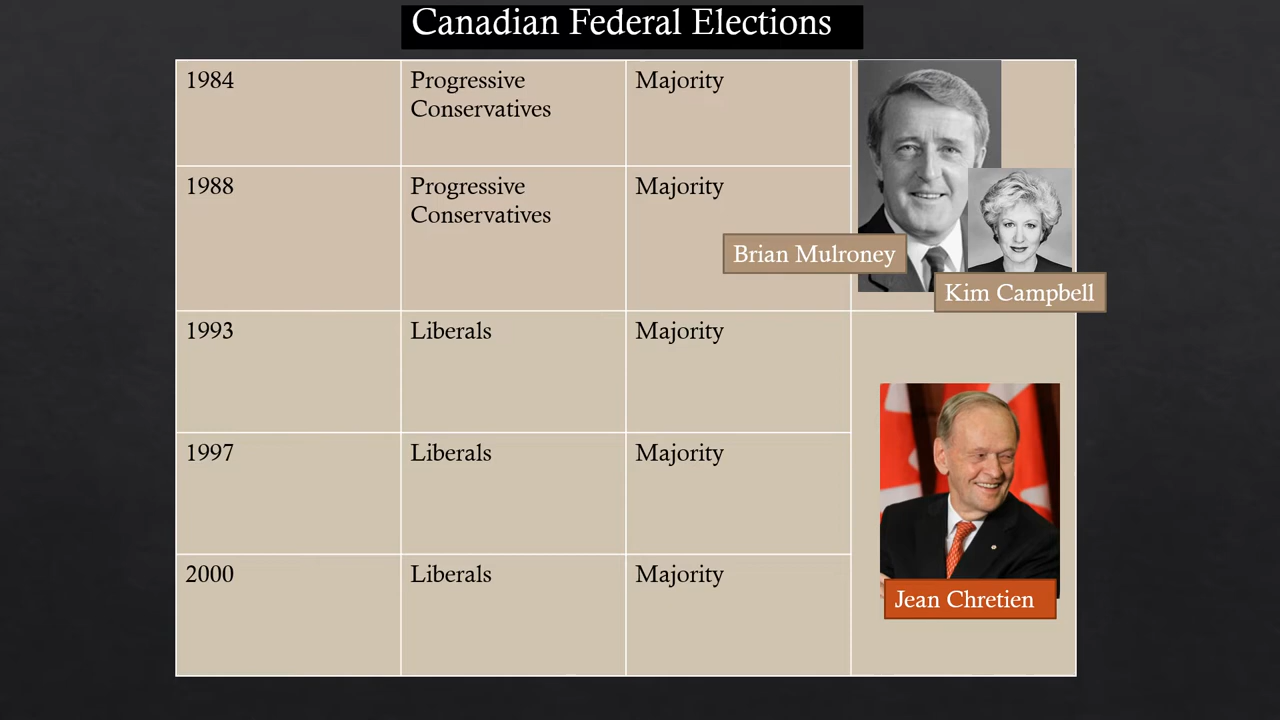 Canadian Federal Elections
1984
Progressive
Conservatives
Majority
1988
Progressive
Conservatives
Majority
Brian Mulroney
Kim Campbell
1993
Liberals
Majority
1997
Liberals
Majority
2000
Liberals
Majority
Jean Chretien